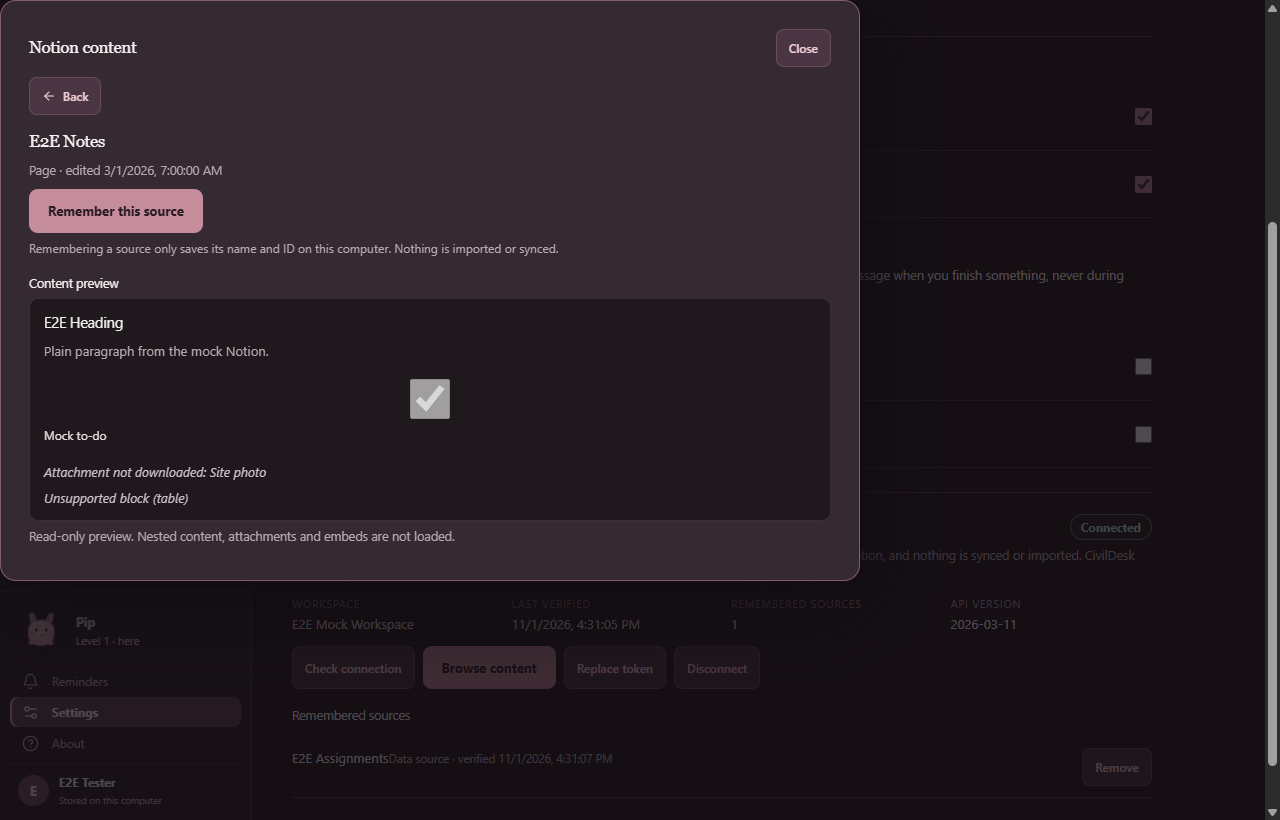 Notion content
Close
Back
E2E Notes
Page · edited 3/1/2026, 7:00:00 AM
Remember this source
Remembering a source only saves its name and ID on this computer. Nothing is imported or synced.
Content preview
E2E Heading
Plain paragraph from the mock Notion.
Mock to-do
Attachment not downloaded: Site photo
Unsupported block (table)
Read-only preview. Nested content, attachments and embeds are not loaded.
when you finish something, never during
Connected
and nothing is synced or imported. CivilDesk
WORKSPACE
E2E Mock Workspace
LAST VERIFIED
11/1/2026, 4:31:05 PM
REMEMBERED SOURCES
1
API VERSION
2026-03-11
Check connection
Browse content
Replace token
Disconnect
Remembered sources
E2E AssignmentsData source · verified 11/1/2026, 4:31:07 PM
Remove
Pip
Level 1 · here
Reminders
Settings
About
E
E2E Tester
Stored on this computer